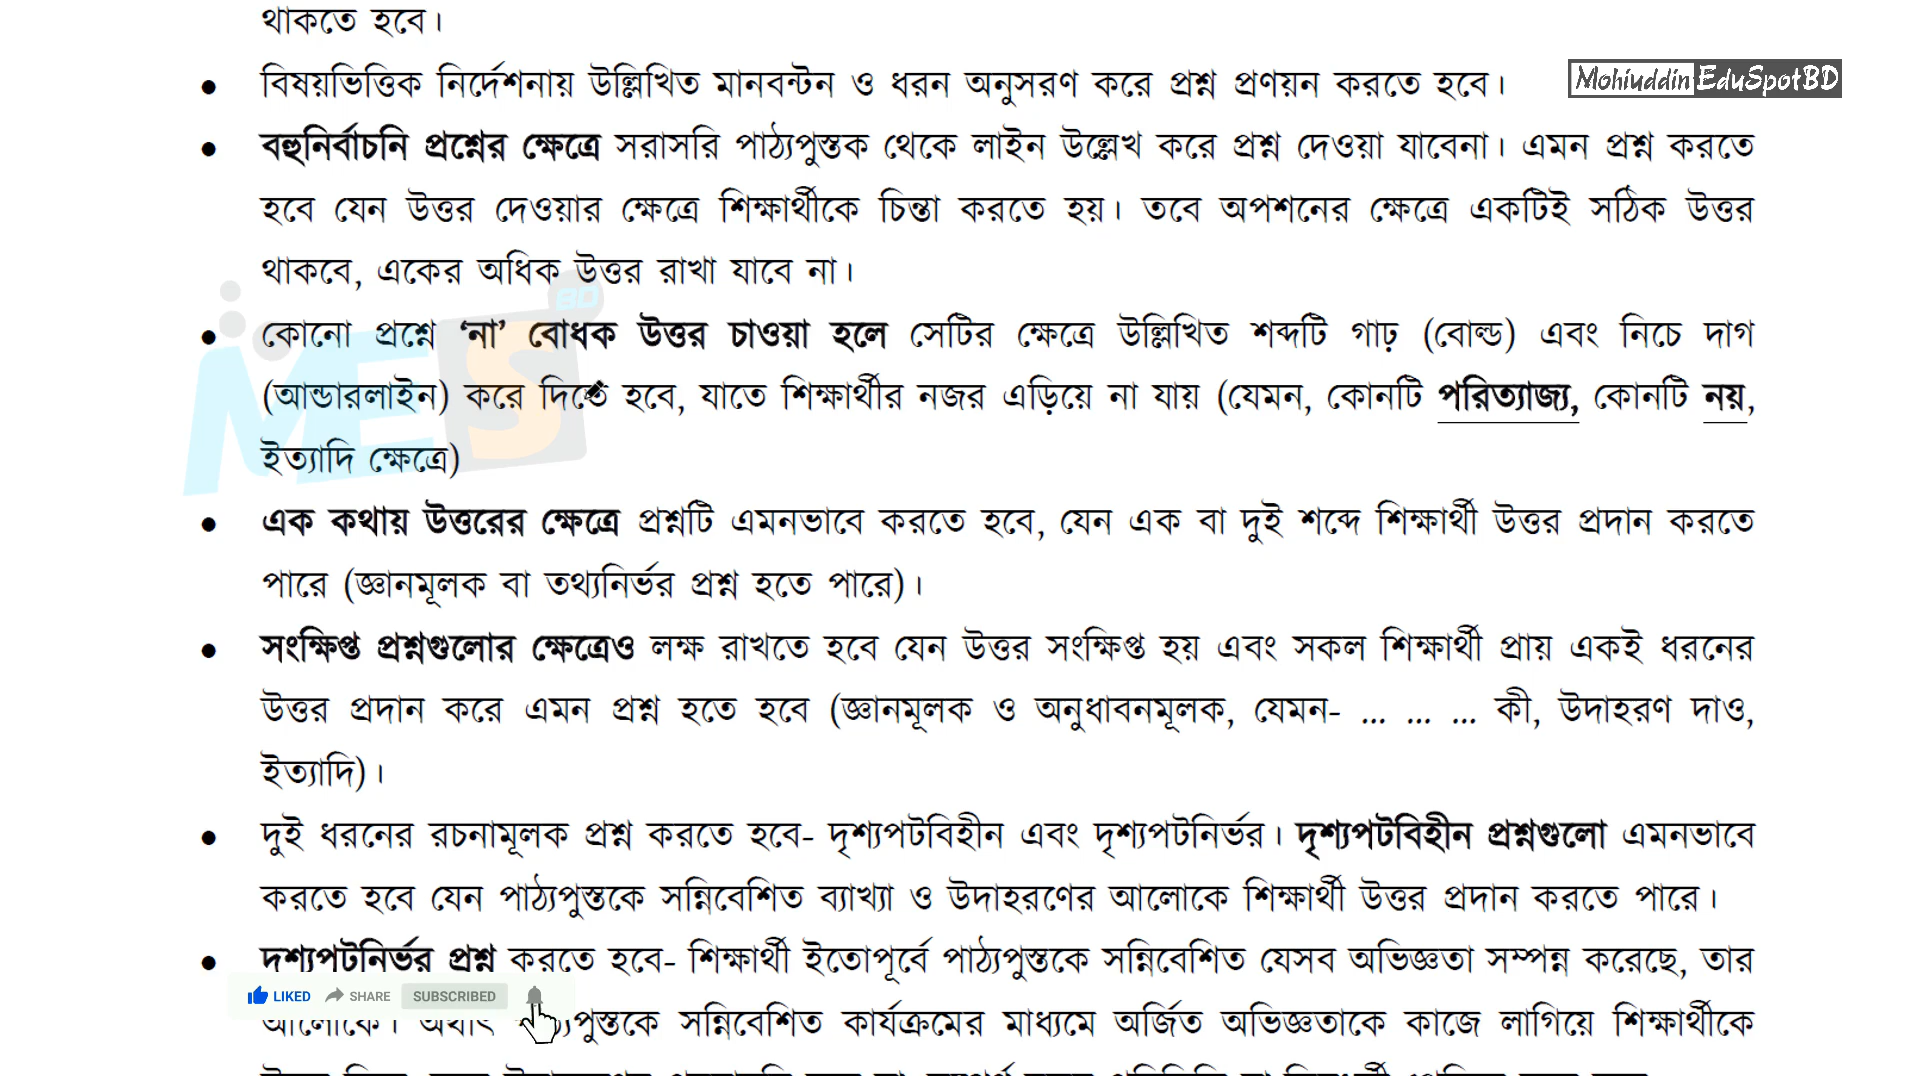 থাকতে হবে।
• বিষয়ভিত্তিক নির্দেশনায় উল্লিখিত মানবন্টন ও ধরন অনুসরণ করে প্রশ্ন প্রণয়ন করতে হবে।
Mohiuddin EduSpotBD
• বহুনির্বাচনি প্রশ্নের ক্ষেত্রে সরাসরি পাঠ্যপুস্তক থেকে লাইন উল্লেখ করে প্রশ্ন দেওয়া যাবেনা। এমন প্রশ্ন করতে
হবে যেন উত্তর দেওয়ার ক্ষেত্রে শিক্ষার্থীকে চিন্তা করতে হয়। তবে অপশনের ক্ষেত্রে একটিই সঠিক উত্তর
থাকবে, একের অধিক উত্তর রাখা যাবে না।
• কোনো প্রশ্নে ‘না’ বোধক উত্তর চাওয়া হলে সেটির ক্ষেত্রে উল্লিখিত শব্দটি গাঢ় (বোল্ড) এবং নিচে দাগ
(আন্ডারলাইন) করে দিতে হবে, যাতে শিক্ষার্থীর নজর এড়িয়ে না যায় (যেমন, কোনটি পরিত্যাজ্য, কোনটি নয়,
ইত্যাদি ক্ষেত্রে)
MES BD
• এক কথায় উত্তরের ক্ষেত্রে প্রশ্নটি এমনভাবে করতে হবে, যেন এক বা দুই শব্দে শিক্ষার্থী উত্তর প্রদান করতে
পারে (জ্ঞানমূলক বা তথ্যনির্ভর প্রশ্ন হতে পারে)।
• সংক্ষিপ্ত প্রশ্নগুলোর ক্ষেত্রেও লক্ষ রাখতে হবে যেন উত্তর সংক্ষিপ্ত হয় এবং সকল শিক্ষার্থী প্রায় একই ধরনের
উত্তর প্রদান করে এমন প্রশ্ন হতে হবে (জ্ঞানমূলক ও অনুধাবনমূলক, যেমন- ... ... ... কী, উদাহরণ দাও,
ইত্যাদি)।
• দুই ধরনের রচনামূলক প্রশ্ন করতে হবে- দৃশ্যপটবিহীন এবং দৃশ্যপটনির্ভর। দৃশ্যপটবিহীন প্রশ্নগুলো এমনভাবে
করতে হবে যেন পাঠ্যপুস্তকে সন্নিবেশিত ব্যাখ্যা ও উদাহরণের আলোকে শিক্ষার্থী উত্তর প্রদান করতে পারে।
• দৃশ্যপটনির্ভর প্রশ্ন করতে হবে- শিক্ষার্থী ইতোপূর্বে পাঠ্যপুস্তকে সন্নিবেশিত যেসব অভিজ্ঞতা সম্পন্ন করেছে, তার
LIKED SHARE SUBSCRIBED
আলোকে। অর্থাৎ সন্নিবেশিত কার্যক্রমের মাধ্যমে অর্জিত অভিজ্ঞতাকে কাজে লাগিয়ে শিক্ষার্থীকে